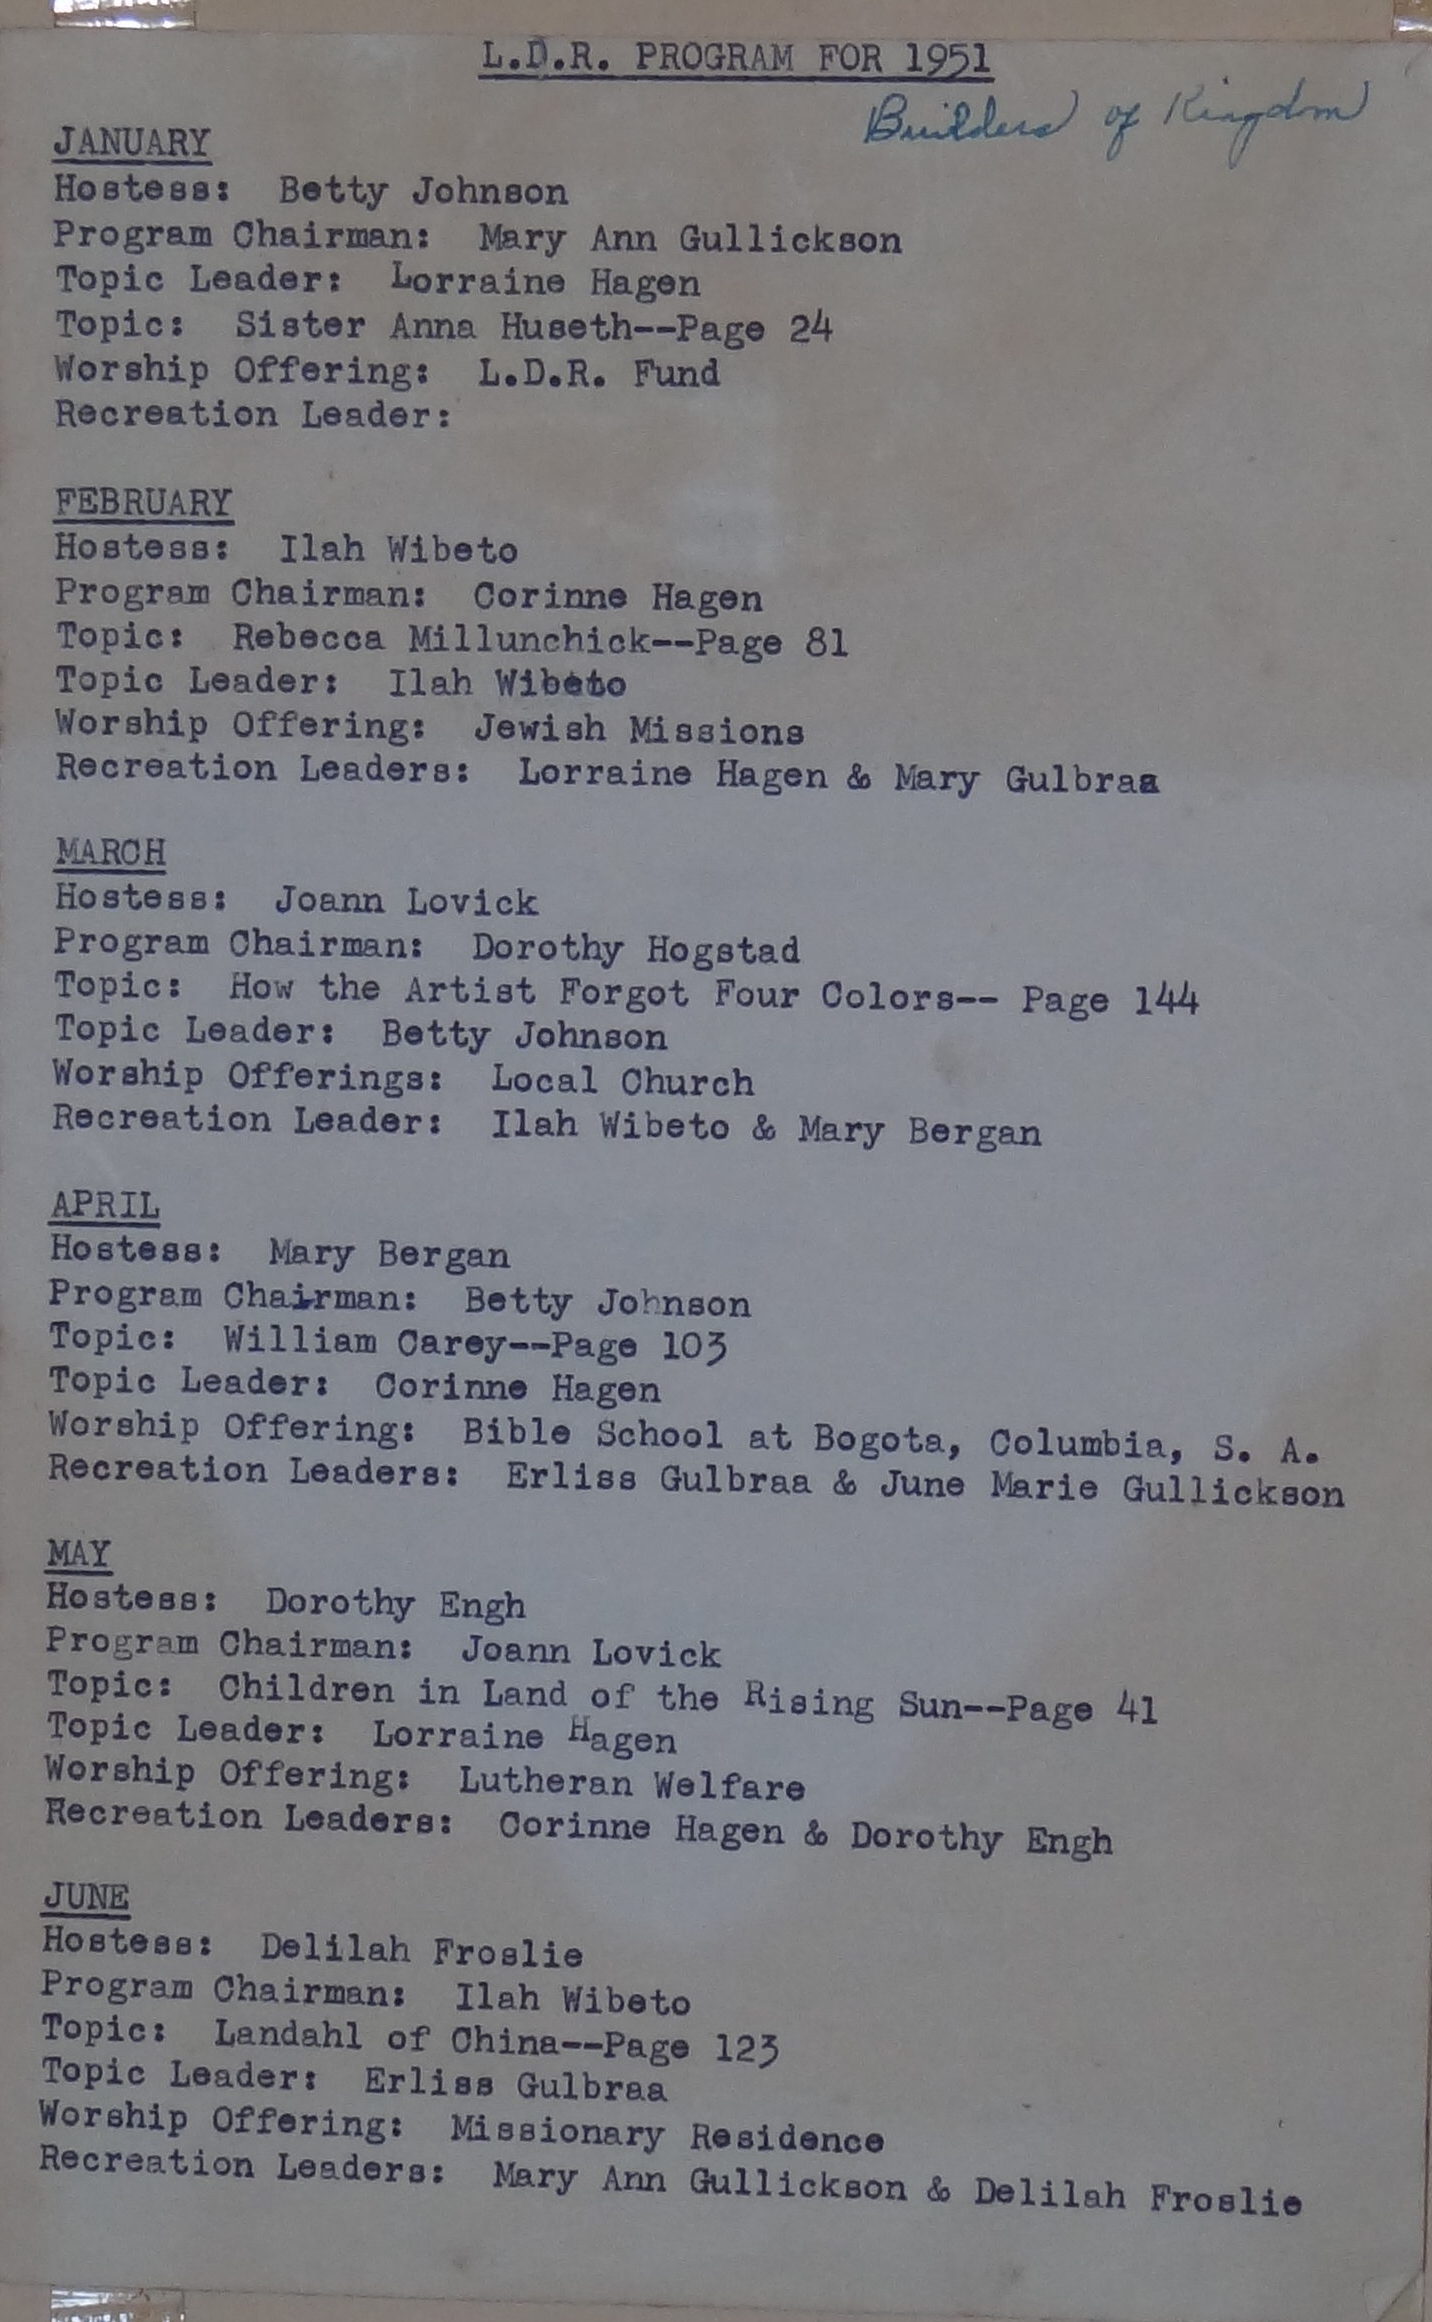 L.D.R. PROGRAM FOR 1951
Builders of Kingdom
JANUARY
Hostess: Betty Johnson
Program Chairman: Mary Ann Gullickson
Topic Leader: Lorraine Hagen
Topic: Sister Anna Huseth--Page 24
Worship Offering: L.D.R. Fund
Recreation Leader:
FEBRUARY
Hostess: Ilah Wibeto
Program Chairman: Corinne Hagen
Topic: Rebecca Millunchick--Page 81
Topic Leader: Ilah Wibeto
Worship Offering: Jewish Missions
Recreation Leaders: Lorraine Hagen & Mary Gulbraa
MARCH
Hostess: Joann Lovick
Program Chairman: Dorothy Hogstad
Topic: How the Artist Forgot Four Colors-- Page 144
Topic Leader: Betty Johnson
Worship Offerings: Local Church
Recreation Leader: Ilah Wibeto & Mary Bergan
APRIL
Hostess: Mary Bergan
Program Chairman: Betty Johnson
Topic: William Carey--Page 103
Topic Leader: Corinne Hagen
Worship Offering: Bible School at Bogota, Columbia, S. A.
Recreation Leaders: Erliss Gulbraa & June Marie Gullickson
MAY
Hostess: Dorothy Engh
Program Chairman: Joann Lovick
Topic: Children in Land of the Rising Sun--Page 41
Topic Leader: Lorraine Hagen
Worship Offering: Lutheran Welfare
Recreation Leaders: Corinne Hagen & Dorothy Engh
JUNE
Hostess: Delilah Froslie
Program Chairman: Ilah Wibeto
Topic: Landahl of China--Page 123
Topic Leader: Erliss Gulbraa
Worship Offering: Missionary Residence
Recreation Leaders: Mary Ann Gullickson & Delilah Froslie